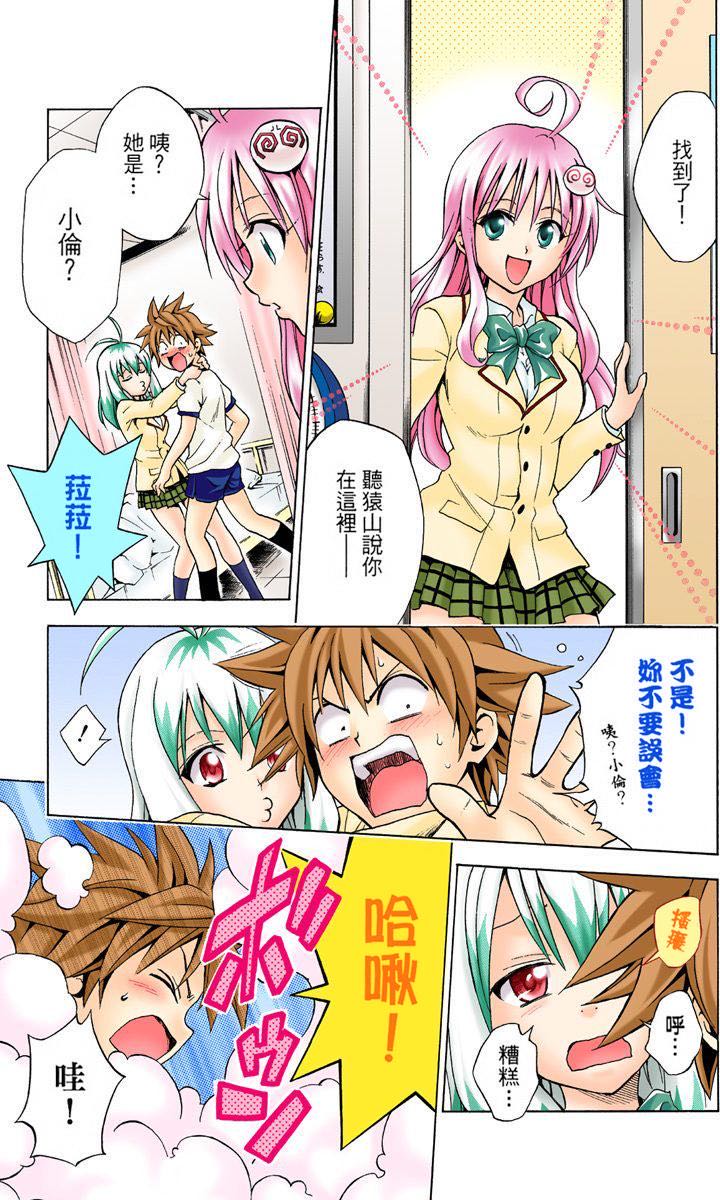 找到了！
聽猿山說你
在這裡——
咦？
她是…
小倫？
菈菈！
不是！
妳不要誤會…
咦？小倫？
！
搔癢
呼…
糟糕…
哈啾！
ボウン
哇！